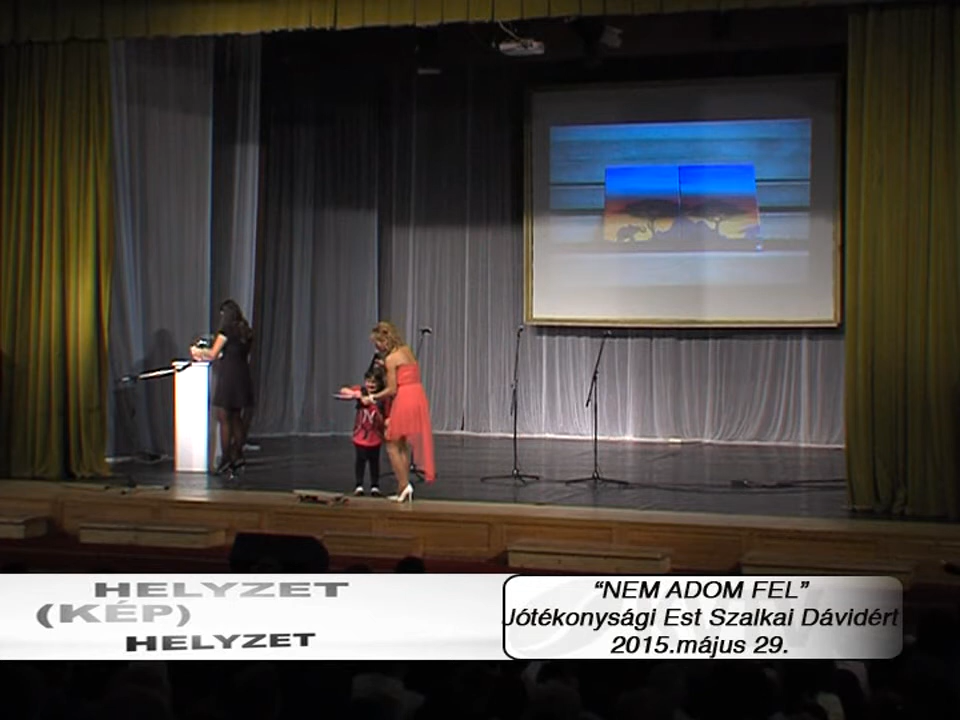 HELYZET
(KÉP)
HELYZET
“NEM ADOM FEL”
Jótékonysági Est Szalkai Dávidért
2015.május 29.